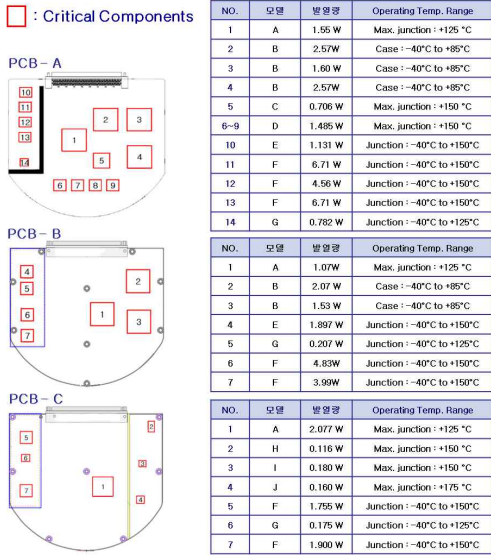 : Critical Components
PCB-A
10
11
12
13
14
1
2
3
4
5
6 7 8 9
NO. 모델 발열량 Operating Temp. Range
1 A 1.55 W Max. junction : +125 °C
2 B 2.57W Case : -40°C to +85°C
3 B 1.60 W Case : -40°C to +85°C
4 B 2.57W Case : -40°C to +85°C
5 C 0.706 W Max. junction : +150 °C
6~9 D 1.485 W Max. junction : +150 °C
10 E 1.131 W Junction : -40°C to +150°C
11 F 6.71 W Junction : -40°C to +150°C
12 F 4.56 W Junction : -40°C to +150°C
13 F 6.71 W Junction : -40°C to +150°C
14 G 0.782 W Junction : -40°C to +125°C
PCB-B
4
5
6
7
1
2
3
NO. 모델 발열량 Operating Temp. Range
1 A 1.07W Max. junction : +125 °C
2 B 2.07 W Case : -40°C to +85°C
3 B 1.53 W Case : -40°C to +85°C
4 E 1.897 W Junction : -40°C to +150°C
5 G 0.207 W Junction : -40°C to +125°C
6 F 4.83W Junction : -40°C to +150°C
7 F 3.99W Junction : -40°C to +150°C
PCB-C
5
6
7
1
2
3
4
NO. 모델 발열량 Operating Temp. Range
1 A 2.077 W Max. junction : +125 °C
2 H 0.116 W Max. junction : +150 °C
3 I 0.180 W Max. junction : +150 °C
4 J 0.160 W Max. junction : +175 °C
5 F 1.755 W Junction : -40°C to +150°C
6 G 0.175 W Junction : -40°C to +125°C
7 F 1.900 W Junction : -40°C to +150°C